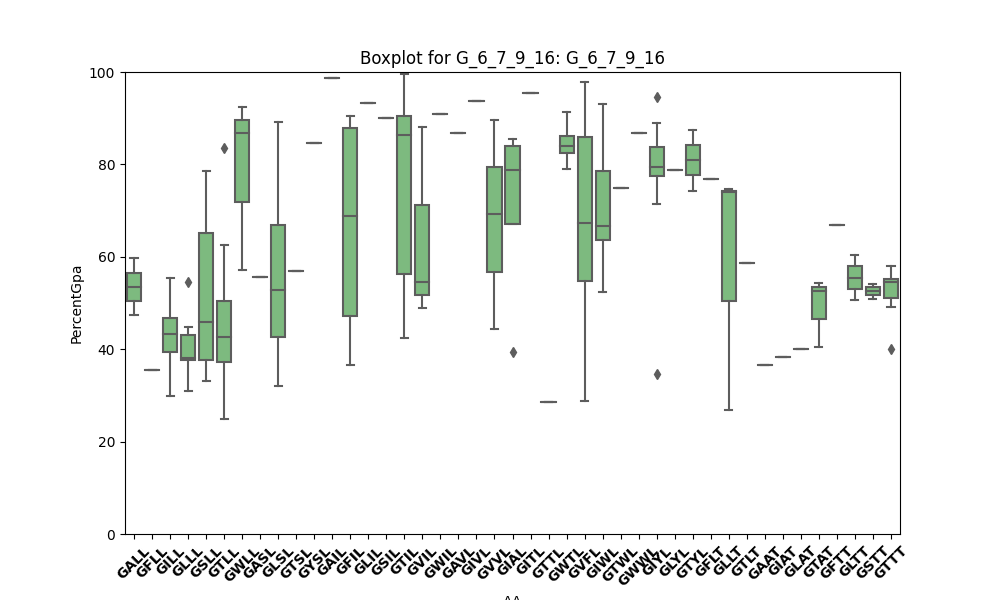 Boxplot for G_6_7_9_16: G_6_7_9_16
100
80
60
40
20
0
PercentGpa
GALL
GFLL
GILL
GLLL
GSLL
GTLL
GWLL
GASL
GLSL
GTSL
GYSL
GAIL
GFIL
GLIL
GSIL
GTIL
GVIL
GWIL
GAVL
GIVL
GVVL
GIAL
GITL
GTTL
GWTL
GVFL
GIWL
GTWL
GWWL
GIYL
GLYL
GTYL
GFLT
GLLT
GTLT
GAAT
GIAT
GLAT
GTAT
GFTT
GLTT
GSTT
GTTT